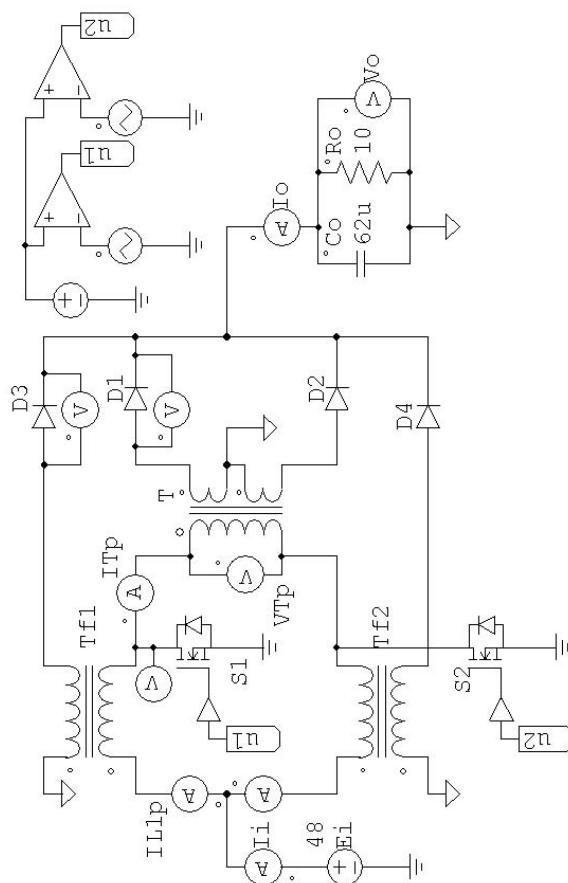 D3
V
u1
u2
Tf1
ITp
A
D1
V
IL1p
A
V
T
S1
u1
A
V
VTp
Ii
A
Io
A
48
Ei
D2
Co
62u
Ro
10
V
Vo
Tf2
D4
S2
u2